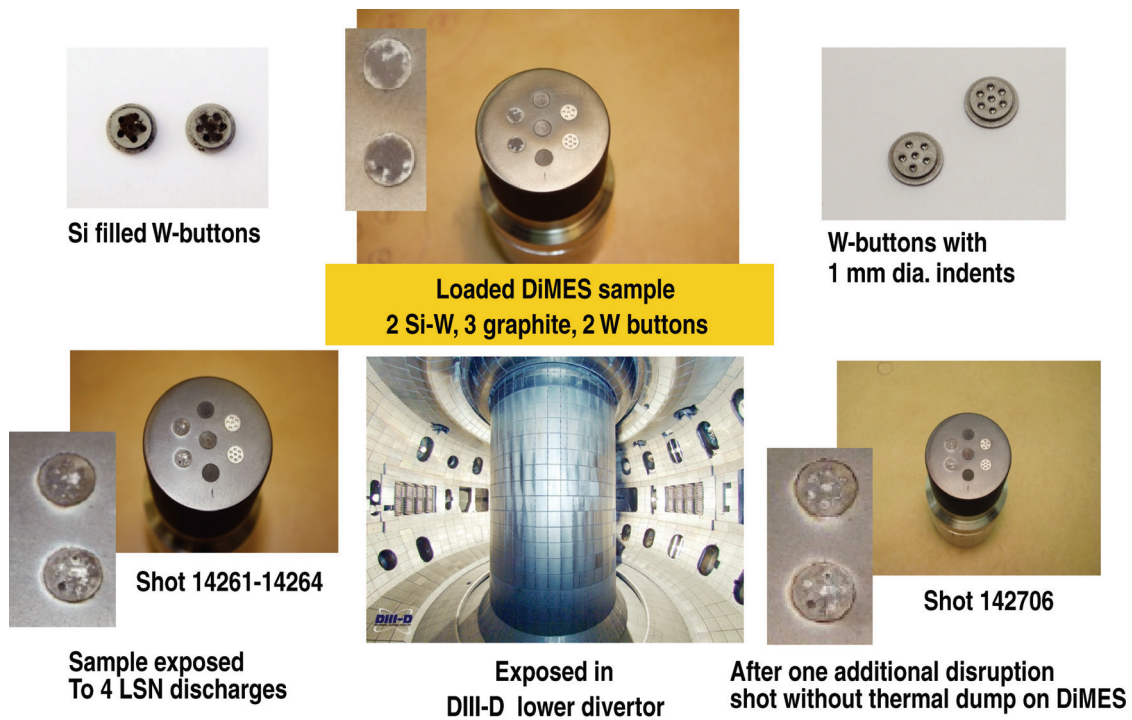 Si filled W-buttons
W-buttons with
1 mm dia. indents
Loaded DiMES sample
2 Si-W, 3 graphite, 2 W buttons
Shot 14261-14264
Sample exposed
To 4 LSN discharges
DIII-D
Exposed in
DIII-D lower divertor
Shot 142706
After one additional disruption
shot without thermal dump on DiMES